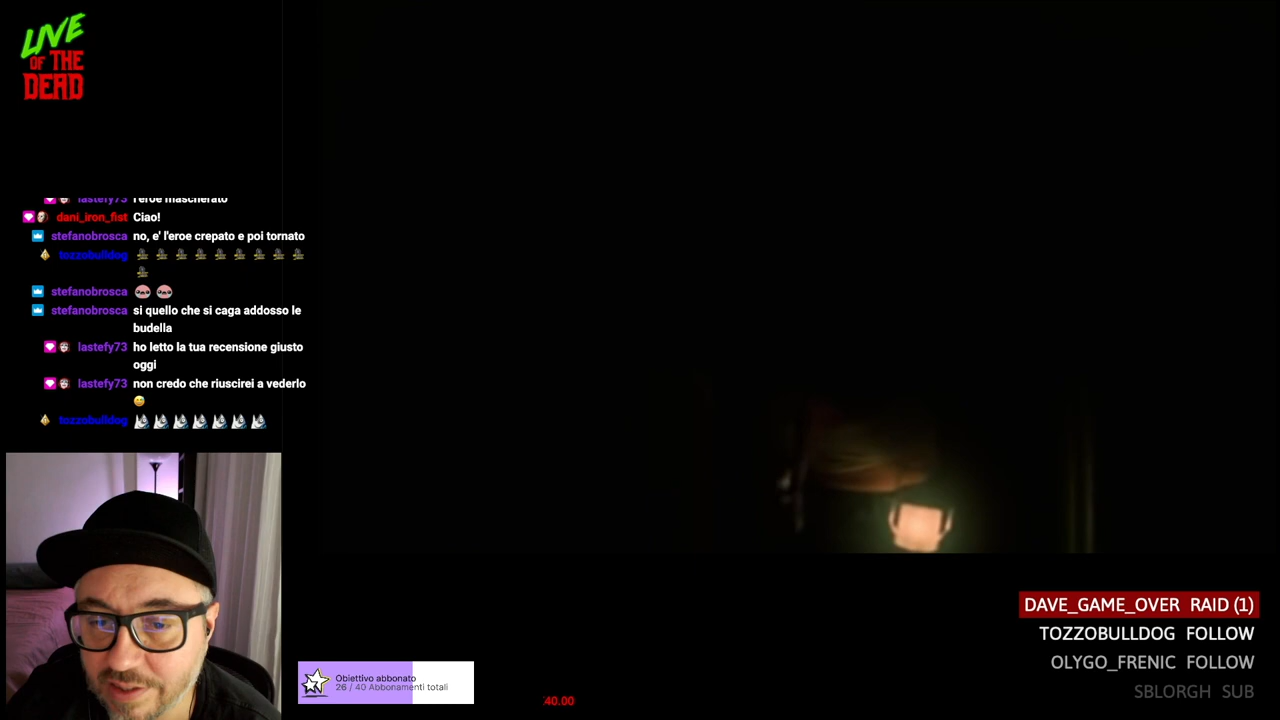 LIVE
OF THE
DEAD
lastefy73 l'eroe mascherato
dani_iron_fist Ciao!
stefanobrosca no, e' l'eroe crepato e poi tornato
tozzobulldog
stefanobrosca
stefanobrosca si quello che si caga addosso le
budella
lastefy73 ho letto la tua recensione giusto
oggi
lastefy73 non credo che riuscirei a vederlo
tozzobulldog
Obiettivo abbonato
26 / 40 Abbonamenti totali
40.00
DAVE_GAME_OVER RAID (1)
TOZZOBULLDOG FOLLOW
OLYGO_FRENIC FOLLOW
SBLORGH SUB